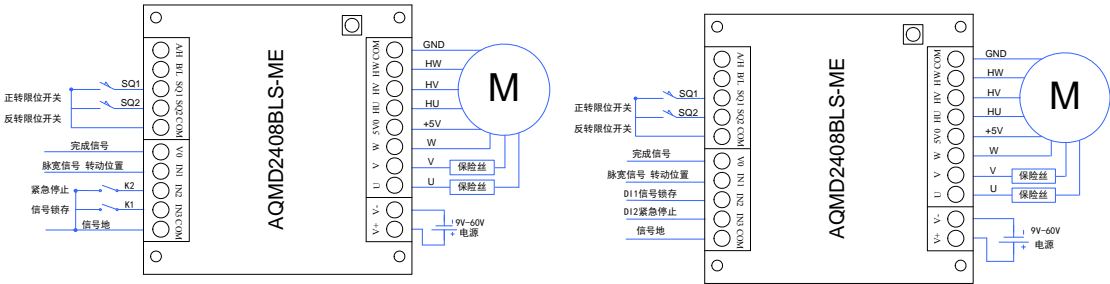 AQMD2408BLS-ME
A/H
B/L
SQ1
SQ2
COM
V0
IN1
IN2
IN3
COM
SQ1
SQ2
正转限位开关
反转限位开关
完成信号
脉宽信号 转动位置
紧急停止
K2
信号锁存
K1
信号地
COM
HW
HV
HU
5V0
W
V
U
V-
V+
GND
HW
HV
HU
+5V
W
V
保险丝
U
保险丝
M
9V-60V
+
电源
AQMD2408BLS-ME
A/H
B/L
SQ1
SQ2
COM
V0
IN1
IN2
IN3
COM
SQ1
SQ2
正转限位开关
反转限位开关
完成信号
脉宽信号 转动位置
DI1信号锁存
DI2紧急停止
信号地
COM
HW
HV
HU
5V0
W
V
U
V-
V+
GND
HW
HV
HU
+5V
W
V
保险丝
U
保险丝
M
9V-60V
+
电源